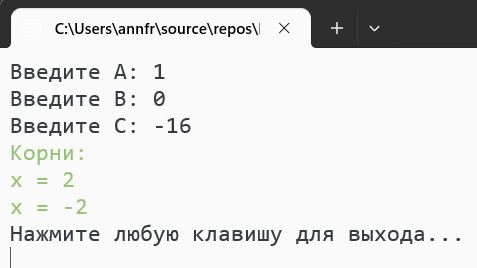 C:\Users\annfr\source\repos\
Введите A: 1
Введите B: 0
Введите C: -16
Корни:
x = 2
x = -2
Нажмите любую клавишу для выхода...